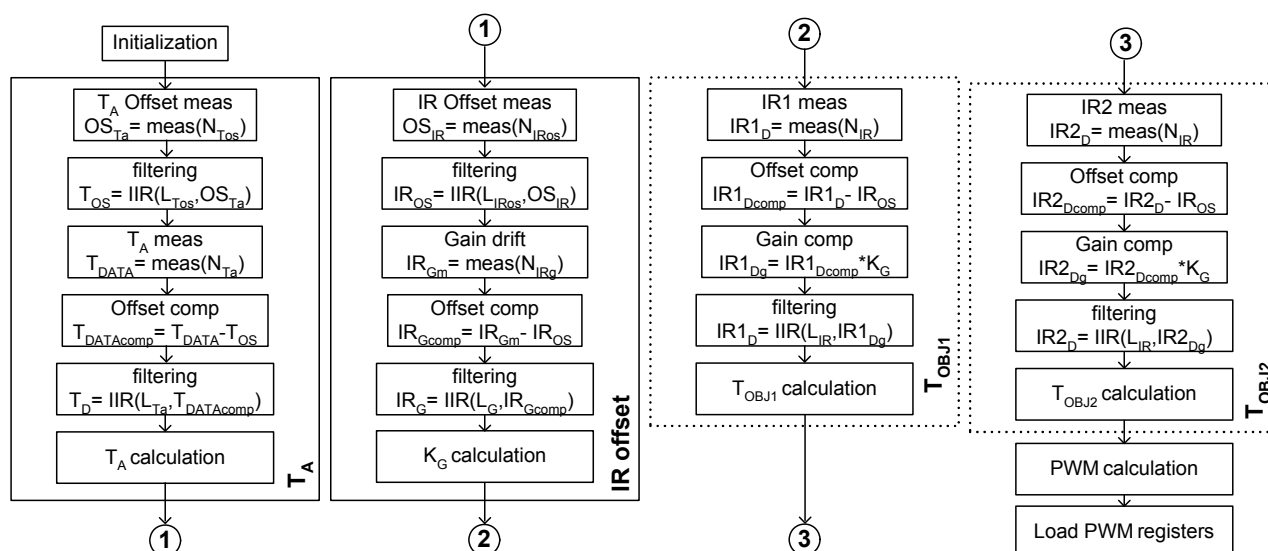 Initialization
T_A Offset meas
OS_Ta= meas(N_Tos)
filtering
T_OS= IIR(L_Tos,OS_Ta)
T_A meas
T_DATA= meas(N_Ta)
Offset comp
T_DATAcomp= T_DATA-T_OS
filtering
T_D= IIR(L_Ta,T_DATAcomp)
T_A calculation
T_A
1
1
IR Offset meas
OS_IR= meas(N_IRos)
filtering
IR_OS= IIR(L_IRos,OS_IR)
Gain drift
IR_Gm= meas(N_IRg)
Offset comp
IR_Gcomp= IR_Gm- IR_OS
filtering
IR_G= IIR(L_G,IR_Gcomp)
K_G calculation
IR offset
2
2
IR1 meas
IR1_D= meas(N_IR)
Offset comp
IR1_Dcomp= IR1_D- IR_OS
Gain comp
IR1_Dg= IR1_Dcomp*K_G
filtering
IR1_D= IIR(L_IR,IR1_Dg)
T_OBJ1 calculation
T_OBJ1
3
3
IR2 meas
IR2_D= meas(N_IR)
Offset comp
IR2_Dcomp= IR2_D- IR_OS
Gain comp
IR2_Dg= IR2_Dcomp*K_G
filtering
IR2_D= IIR(L_IR,IR2_Dg)
T_OBJ2 calculation
T_OBJ2
PWM calculation
Load PWM registers